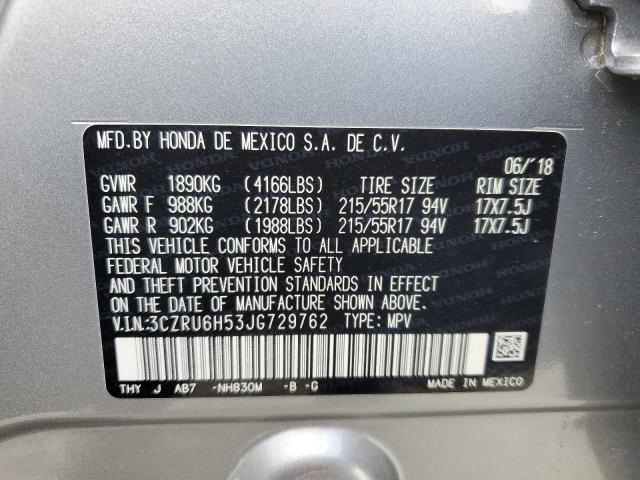 MFD.BY HONDA DE MEXICO S.A. DE C.V.
06/'18
GVWR 1890KG (4166LBS) TIRE SIZE RIM SIZE
GAWR F 988KG (2178LBS) 215/55R17 94V 17X7.5J
GAWR R 902KG (1988LBS) 215/55R17 94V 17X7.5J
THIS VEHICLE CONFORMS TO ALL APPLICABLE
FEDERAL MOTOR VEHICLE SAFETY
AND THEFT PREVENTION STANDARDS IN EFFECT
ON THE DATE OF MANUFACTURE SHOWN ABOVE.
V.I.N:3CZRU6H53JG729762 TYPE: MPV
THY J AB7 -NH830M -B -G MADE IN MEXICO